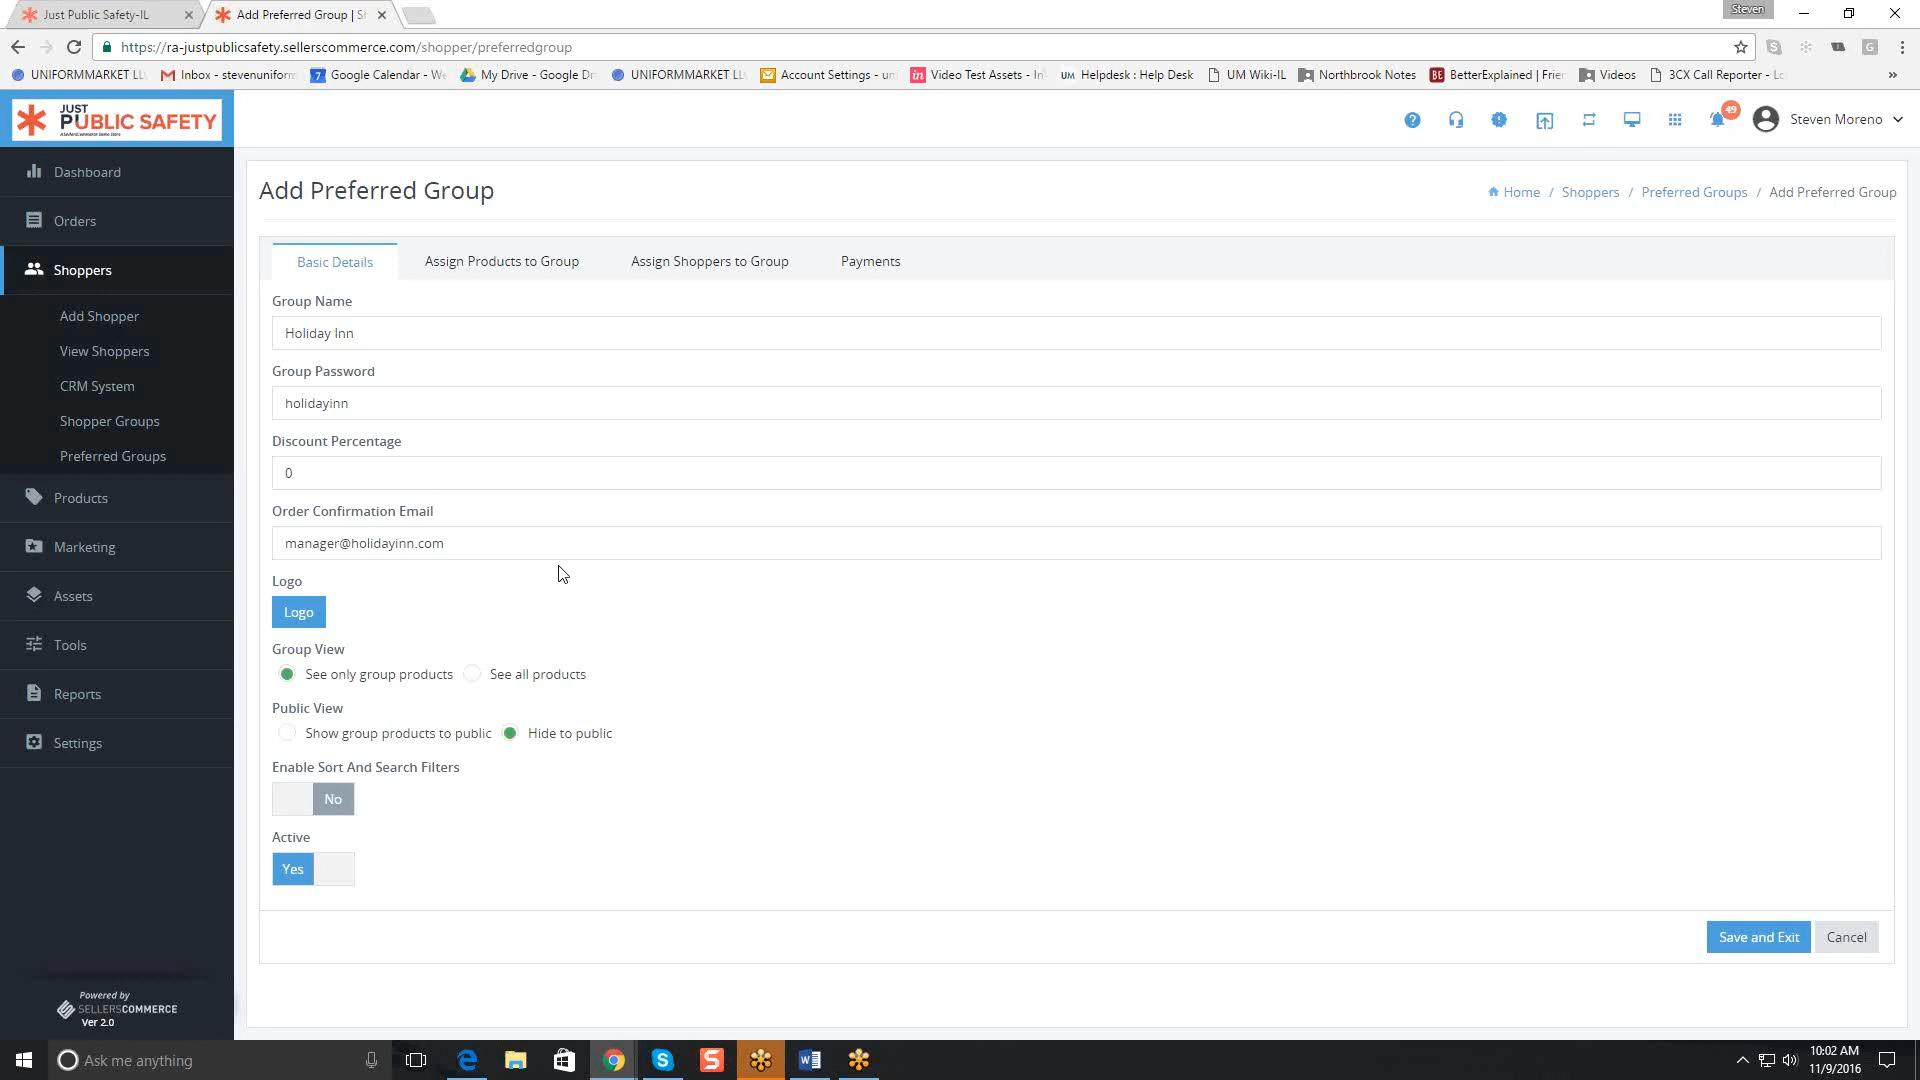 Just Public Safety-IL
Add Preferred Group | S
Steven
https://ra-justpublicsafety.sellerscommerce.com/shopper/preferredgroup
UNIFORMMARKET LL
Inbox - stevenuniform
7 Google Calendar - We
My Drive - Google Dr
UNIFORMMARKET LL
Account Settings - un
in Video Test Assets - In
UM Helpdesk : Help Desk
UM Wiki-IL
Northbrook Notes
BE BetterExplained | Frie
Videos
3CX Call Reporter - Lo
JUST
PUBLIC SAFETY
A SellersCommerce Demo Store
49
Steven Moreno
Dashboard
Orders
Shoppers
Add Shopper
View Shoppers
CRM System
Shopper Groups
Preferred Groups
Products
Marketing
Assets
Tools
Reports
Settings
Powered by
SELLERSCOMMERCE
Ver 2.0
Add Preferred Group
Home / Shoppers / Preferred Groups / Add Preferred Group
Basic Details
Assign Products to Group
Assign Shoppers to Group
Payments
Group Name
Holiday Inn
Group Password
holidayinn
Discount Percentage
0
Order Confirmation Email
manager@holidayinn.com
Logo
Logo
Group View
See only group products
See all products
Public View
Show group products to public
Hide to public
Enable Sort And Search Filters
No
Active
Yes
Save and Exit
Cancel
Ask me anything
10:02 AM
11/9/2016